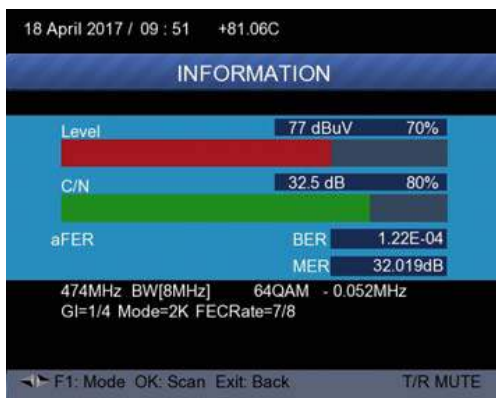 18 April 2017 / 09 : 51 +81.06C
INFORMATION
Level 77 dBuV 70%
C/N 32.5 dB 80%
aFER BER 1.22E-04
MER 32.019dB
474MHz BW[8MHz] 64QAM - 0.052MHz
GI=1/4 Mode=2K FECRate=7/8
F1: Mode OK: Scan Exit: Back T/R MUTE